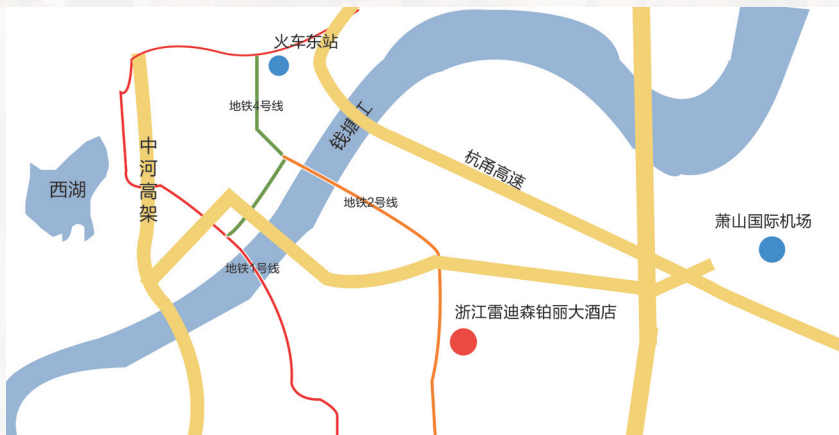 火车东站
地铁4号线
钱塘江
中河高架
杭甬高速
西湖
地铁2号线
萧山国际机场
地铁1号线
浙江雷迪森铂丽大酒店